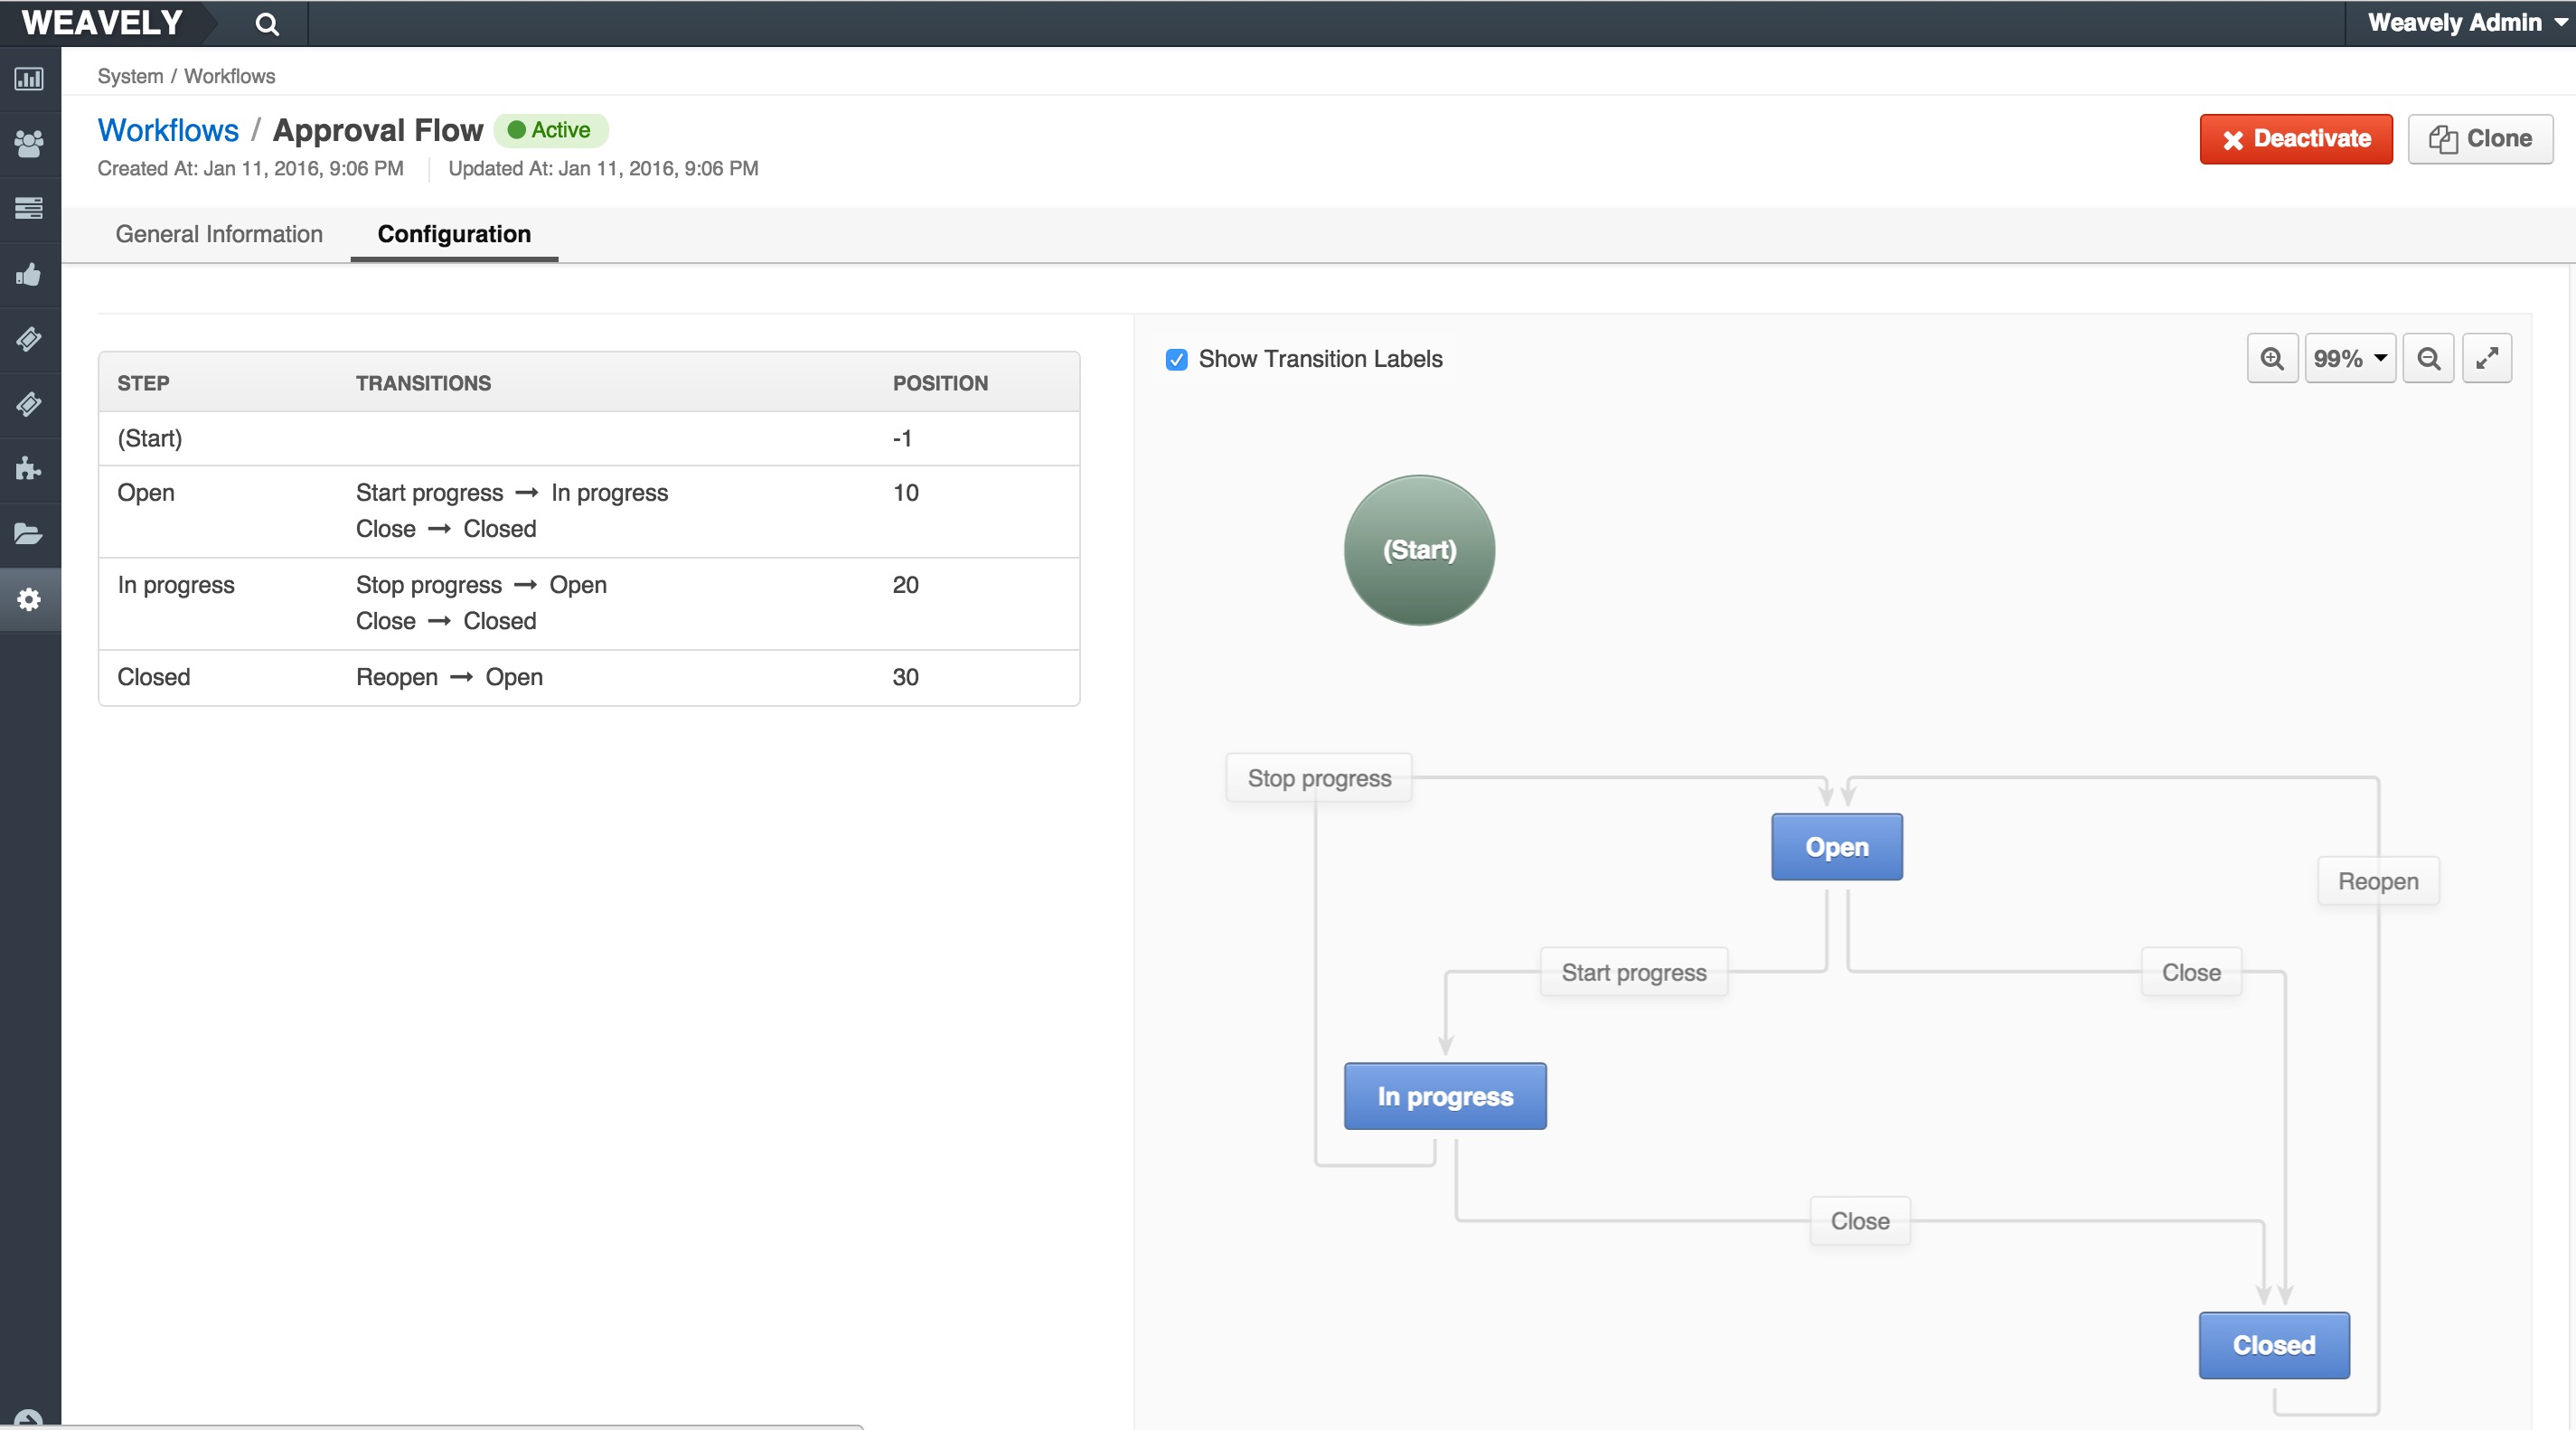 WEAVELY
Weavely Admin
System / Workflows
Workflows / Approval Flow Active
Deactivate
Clone
Created At: Jan 11, 2016, 9:06 PM
Updated At: Jan 11, 2016, 9:06 PM
General Information
Configuration
STEP TRANSITIONS POSITION
(Start) -1
Open Start progress → In progress 10
Close → Closed
In progress Stop progress → Open 20
Close → Closed
Closed Reopen → Open 30
Show Transition Labels
99%
(Start)
Stop progress
Open
Reopen
Start progress
Close
In progress
Close
Closed